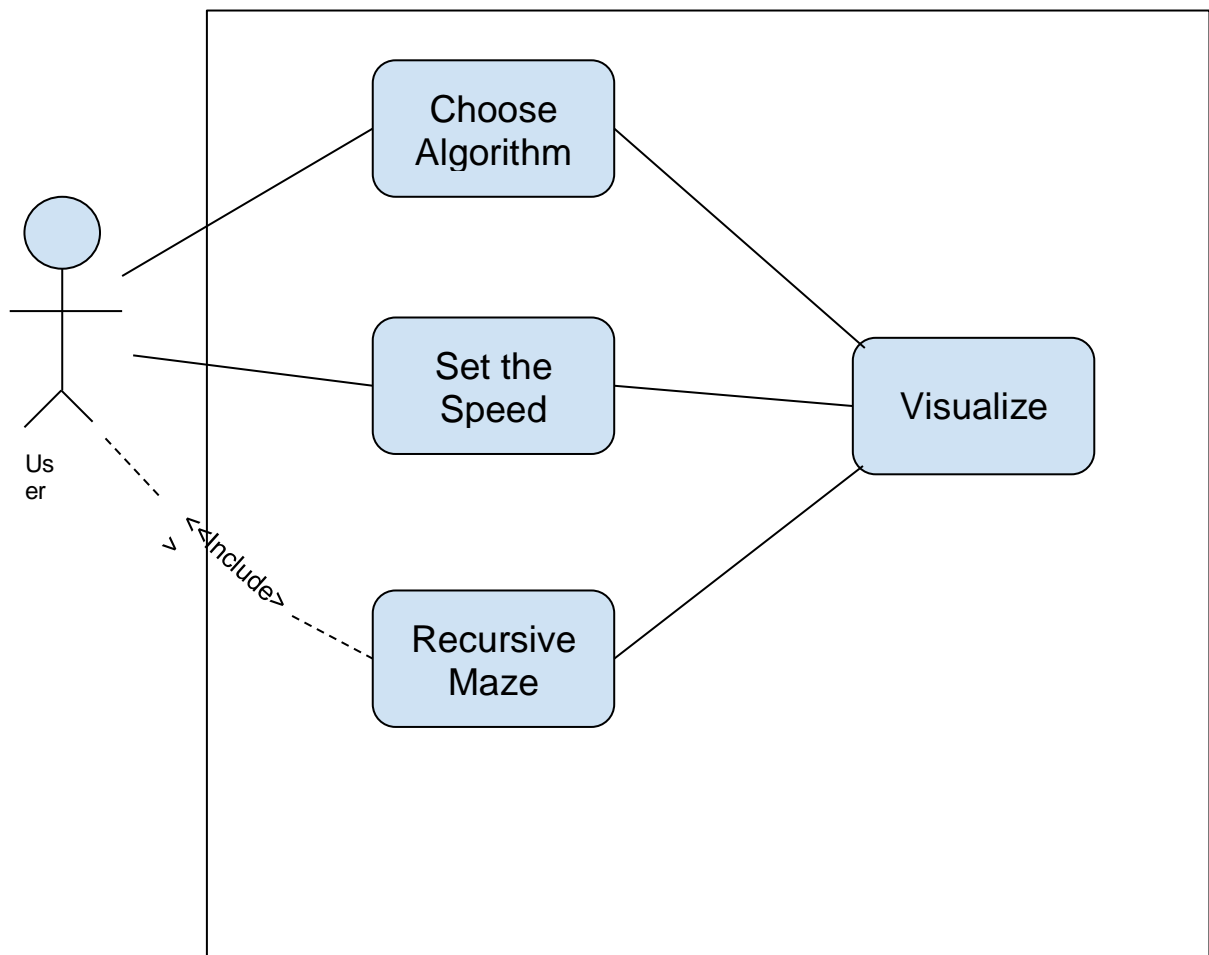 Choose
Algorithm
Set the
Speed
Visualize
Us
er
<<Include>
>
Recursive
Maze